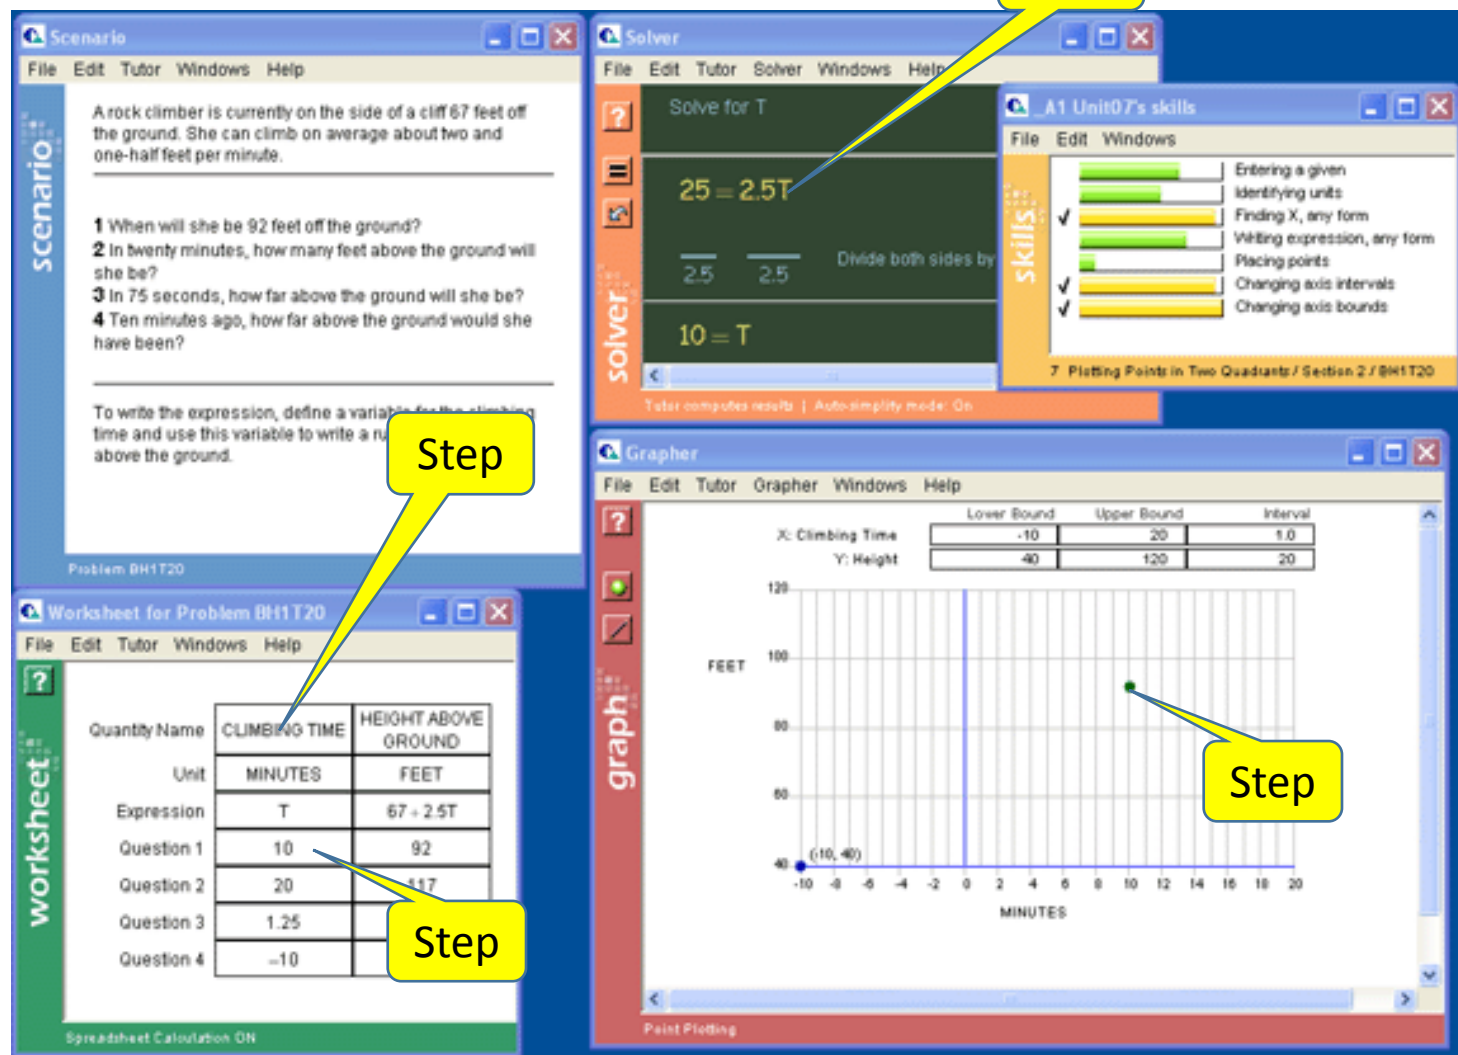 Scenario
File Edit Tutor Windows Help
scenario
A rock climber is currently on the side of a cliff 67 feet off
the ground. She can climb on average about two and
one-half feet per minute.
1 When will she be 92 feet off the ground?
2 In twenty minutes, how many feet above the ground will
she be?
3 In 75 seconds, how far above the ground will she be?
4 Ten minutes ago, how far above the ground would she
have been?
To write the expression, define a variable for the climbing
time and use this variable to write a ru
above the ground.
Problem BH1T20
Step
Solver
File Edit Tutor Solver Windows Help
solver
Solve for T
25 = 2.5T
2.5 2.5 Divide both sides by
10 = T
Tutor computes results | Auto-simplify mode: On
_A1 Unit07's skills
File Edit Windows
skills
Entering a given
Identifying units
Finding X, any form
Writing expression, any form
Placing points
Changing axis intervals
Changing axis bounds
7 Plotting Points in Two Quadrants / Section 2 / BH1T20
Worksheet for Problem BH1T20
File Edit Tutor Windows Help
worksheet
Quantity Name CLIMBING TIME HEIGHT ABOVE
GROUND
Unit MINUTES FEET
Expression T 67 + 2.5T
Question 1 10 92
Question 2 20 117
Question 3 1.25
Question 4 –10
Step
Spreadsheet Calculation ON
Grapher
File Edit Tutor Grapher Windows Help
graph
Lower Bound Upper Bound Interval
X: Climbing Time -10 20 1.0
Y: Height 40 120 20
120
100
FEET
80
60
40
(-10, 40)
-10 -8 -6 -4 -2 0 2 4 6 8 10 12 14 16 18 20
MINUTES
Step
Point Plotting